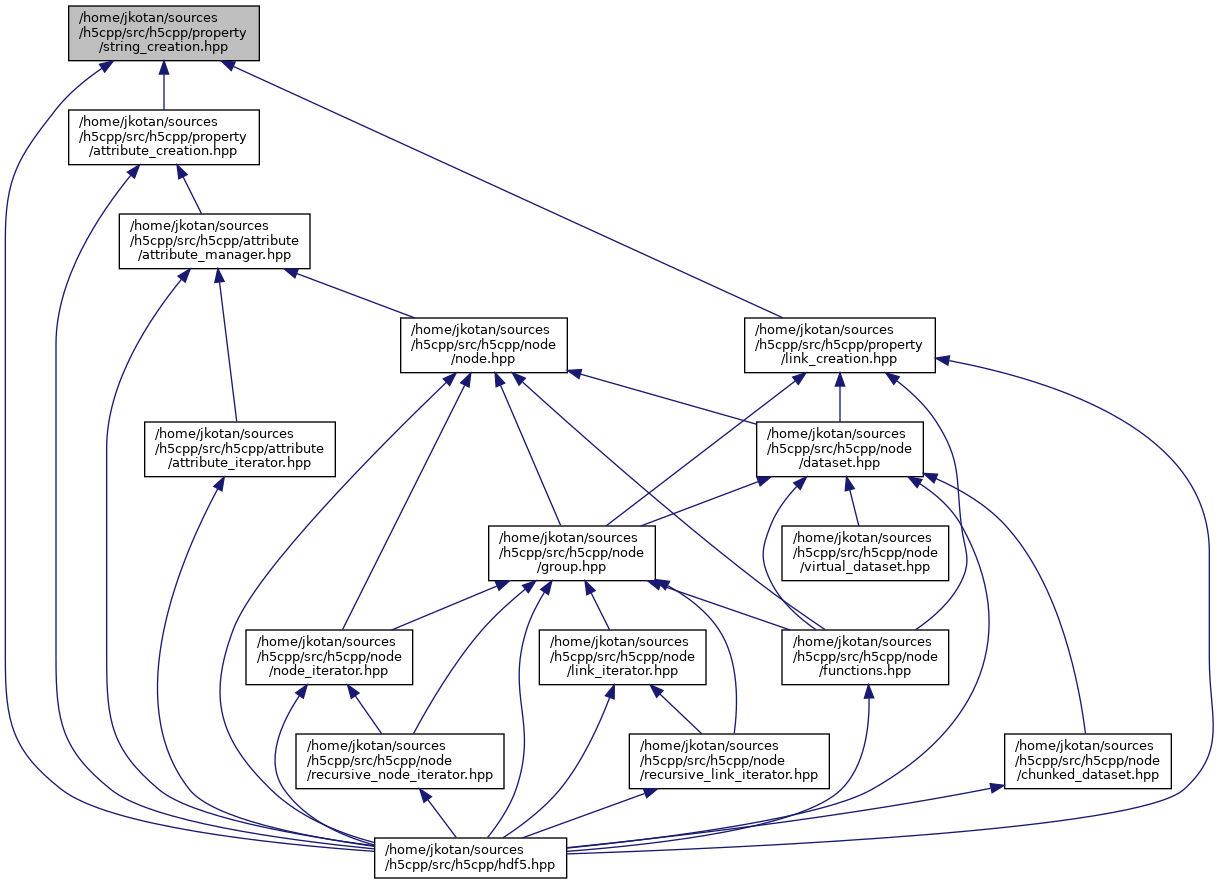 /home/jkotan/sources
/h5cpp/src/h5cpp/property
/string_creation.hpp
/home/jkotan/sources
/h5cpp/src/h5cpp/property
/attribute_creation.hpp
/home/jkotan/sources
/h5cpp/src/h5cpp/attribute
/attribute_manager.hpp
/home/jkotan/sources
/h5cpp/src/h5cpp/node
/node.hpp
/home/jkotan/sources
/h5cpp/src/h5cpp/property
/link_creation.hpp
/home/jkotan/sources
/h5cpp/src/h5cpp/attribute
/attribute_iterator.hpp
/home/jkotan/sources
/h5cpp/src/h5cpp/node
/dataset.hpp
/home/jkotan/sources
/h5cpp/src/h5cpp/node
/group.hpp
/home/jkotan/sources
/h5cpp/src/h5cpp/node
/virtual_dataset.hpp
/home/jkotan/sources
/h5cpp/src/h5cpp/node
/node_iterator.hpp
/home/jkotan/sources
/h5cpp/src/h5cpp/node
/link_iterator.hpp
/home/jkotan/sources
/h5cpp/src/h5cpp/node
/functions.hpp
/home/jkotan/sources
/h5cpp/src/h5cpp/node
/recursive_node_iterator.hpp
/home/jkotan/sources
/h5cpp/src/h5cpp/node
/recursive_link_iterator.hpp
/home/jkotan/sources
/h5cpp/src/h5cpp/node
/chunked_dataset.hpp
/home/jkotan/sources
/h5cpp/src/h5cpp/hdf5.hpp